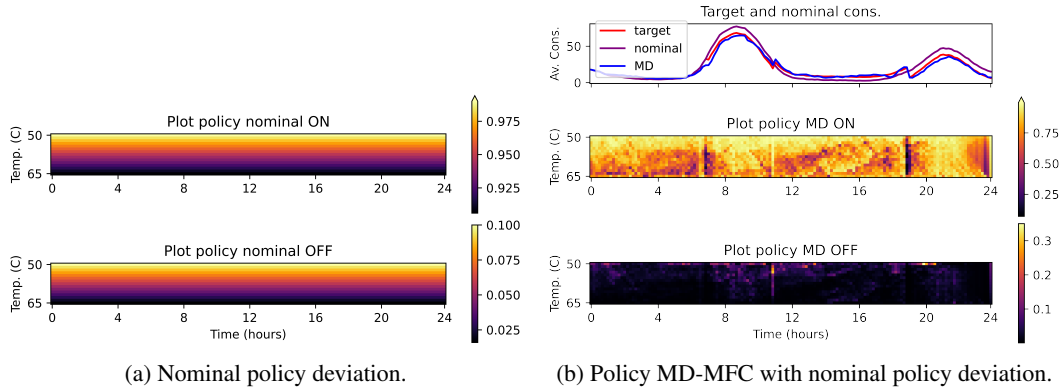 Target and nominal cons.
Av. Cons.
50
0
target
nominal
MD
Plot policy nominal ON
Temp. (C)
50
65
0 4 8 12 16 20 24
0.975
0.950
0.925
Plot policy MD ON
Temp. (C)
50
65
0 4 8 12 16 20 24
0.75
0.50
0.25
Plot policy nominal OFF
Temp. (C)
50
65
0 4 8 12 16 20 24
Time (hours)
0.100
0.075
0.050
0.025
0.016
Plot policy MD OFF
Temp. (C)
50
65
0 4 8 12 16 20 24
Time (hours)
0.3
0.2
0.1
(a) Nominal policy deviation.
(b) Policy MD-MFC with nominal policy deviation.